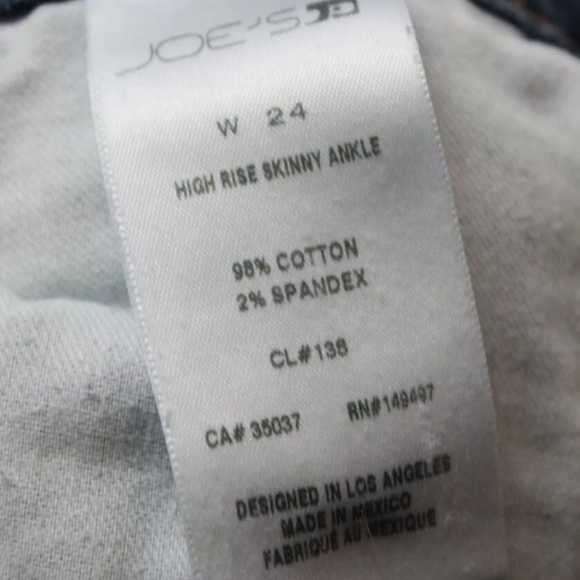 JOE'S
W 24
HIGH RISE SKINNY ANKLE
98% COTTON
2% SPANDEX
CL#138
CA# 35037 RN#149497
DESIGNED IN LOS ANGELES
MADE IN MEXICO
FABRIQUÉ AU MEXIQUE